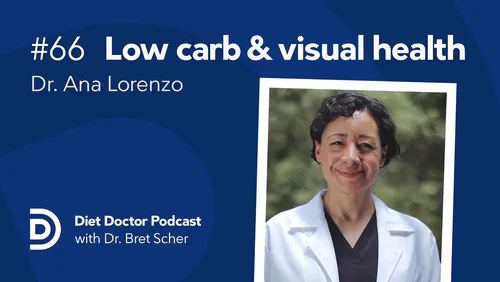 #66 Low carb & visual health
Dr. Ana Lorenzo
Diet Doctor Podcast
with Dr. Bret Scher